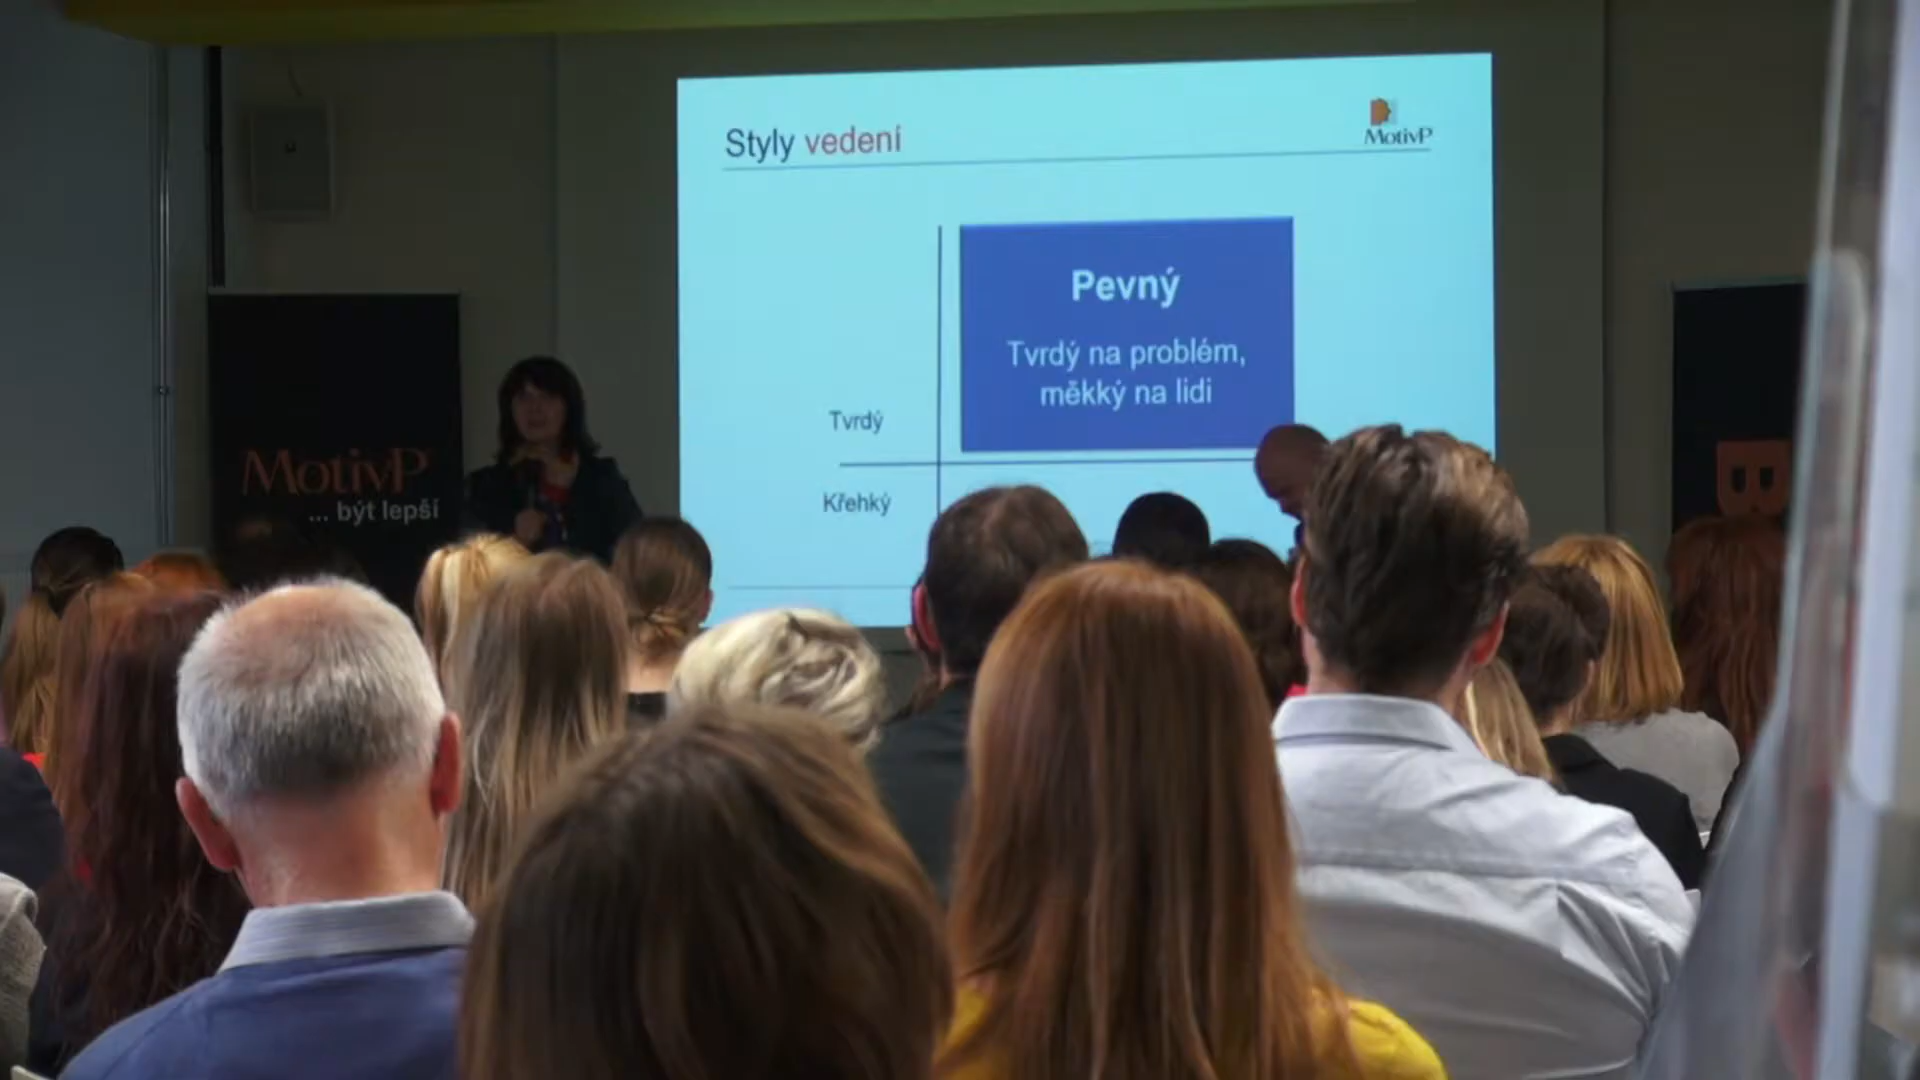 Styly vedení
MotivP
Pevný
Tvrdý na problém,
měkký na lidi
Tvrdý
Křehký
MotivP
... být lepší